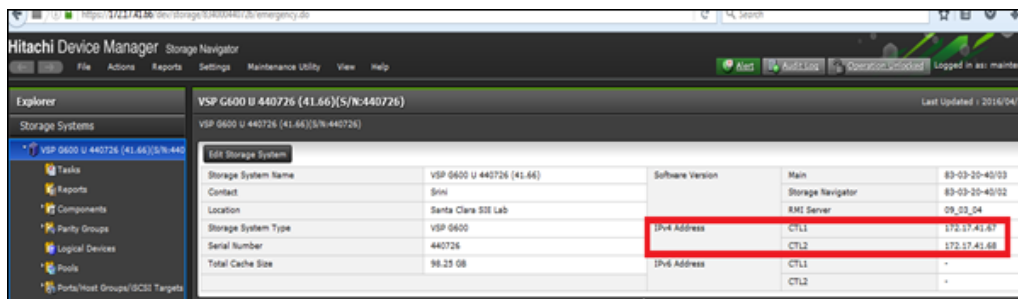 https://172.17.41.66/dev/storage/834000440726/emergency.do
Search
Hitachi Device Manager Storage Navigator
File Actions Reports Settings Maintenance Utility View Help
Alert Audit Log Operation Unlocked Logged in as: mainte
Explorer
VSP G600 U 440726 (41.66)(S/N:440726)
Last Updated : 2016/04/
Storage Systems
VSP G600 U 440726 (41.66)(S/N:440726)
VSP G600 U 440726 (41.66)(S/N:440
Edit Storage System
Tasks
Storage System Name VSP G600 U 440726 (41.66) Software Version Main 83-03-20-40/03
Reports
Contact Srini Storage Navigator 83-03-20-40/02
Components
Location Santa Clara SIE Lab RMI Server 09_03_04
Parity Groups
Storage System Type VSP G600 IPv4 Address CTL1 172.17.41.67
Logical Devices
Serial Number 440726 CTL2 172.17.41.68
Pools
Total Cache Size 98.25 GB IPv6 Address CTL1 -
Ports/Host Groups/iSCSI Targets
CTL2 -